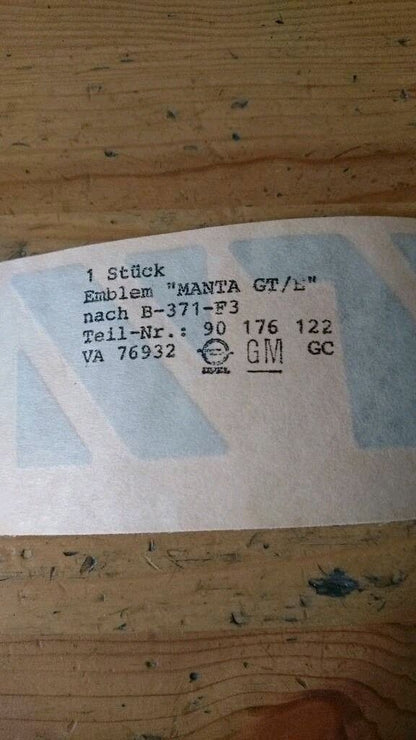 1 Stück
Emblem "MANTA GT/E"
nach B-371-F3
Teil-Nr.: 90 176 122
VA 76932 OPEL GM GC